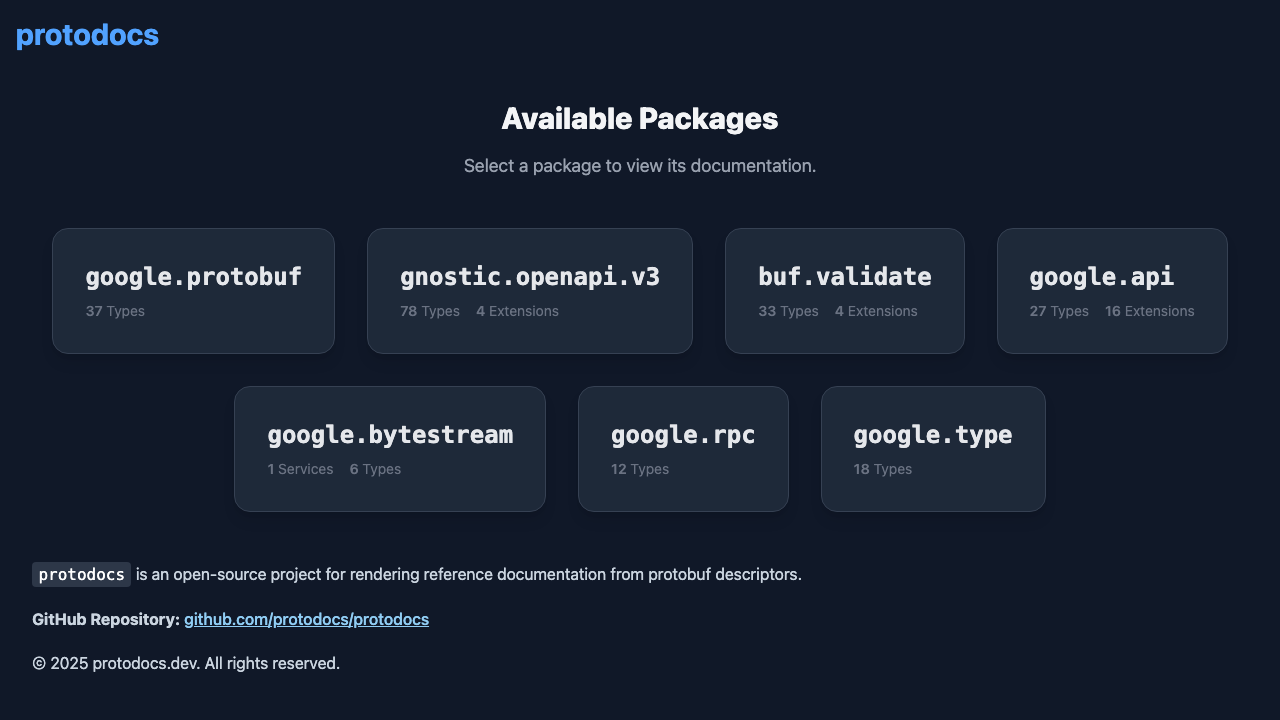 protodocs
Available Packages
Select a package to view its documentation.
google.protobuf
37 Types
gnostic.openapi.v3
78 Types 4 Extensions
buf.validate
33 Types 4 Extensions
google.api
27 Types 16 Extensions
google.bytestream
1 Services 6 Types
google.rpc
12 Types
google.type
18 Types
protodocs is an open-source project for rendering reference documentation from protobuf descriptors.
GitHub Repository: github.com/protodocs/protodocs
© 2025 protodocs.dev. All rights reserved.